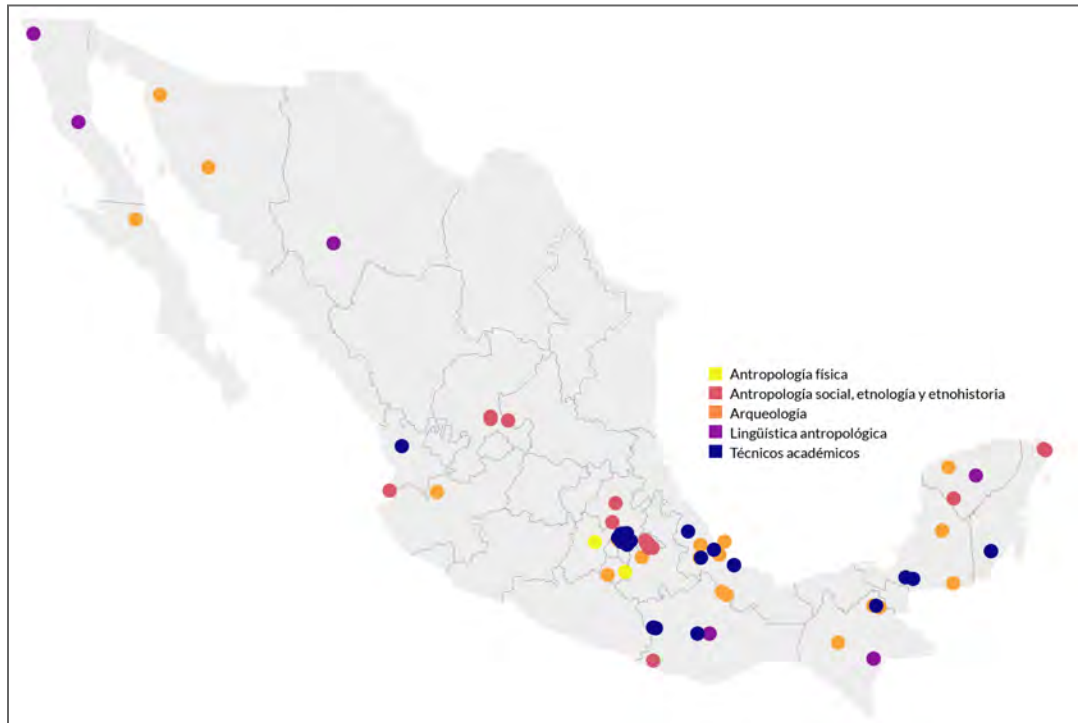 Antropología física
Antropología social, etnología y etnohistoria
Arqueología
Lingüística antropológica
Técnicos académicos